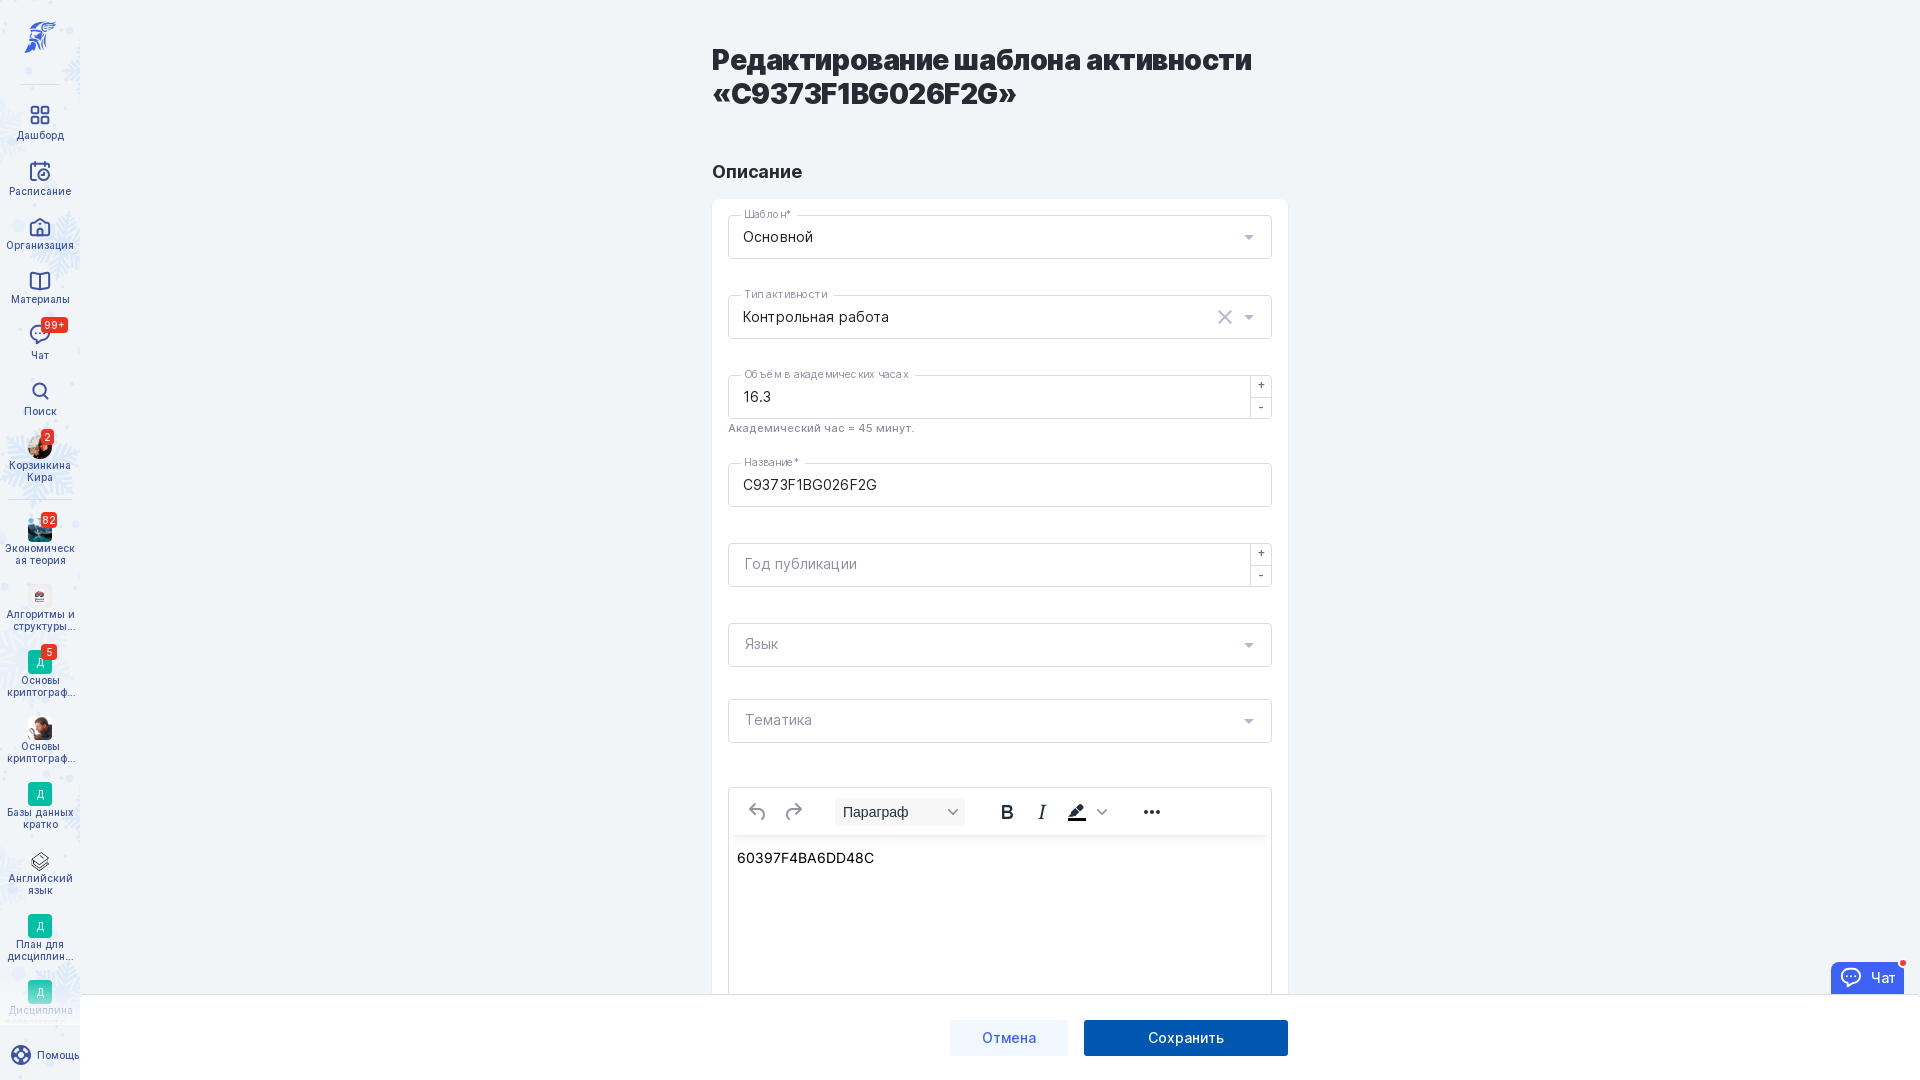 Редактирование шаблона активности
«C9373F1BG026F2G»
Описание
Шаблон*
Основной
Тип активности
Контрольная работа
Объём в академических часах
16.3
+
-
Академический час = 45 минут.
Название*
C9373F1BG026F2G
Год публикации
+
-
Язык
Тематика
Параграф
B
I
60397F4BA6DD48C
Отмена
Сохранить
Чат
Дашборд
Расписание
Организация
Материалы
99+
Чат
Поиск
2
Корзинкина
Кира
82
Экономическ
ая теория
Алгоритмы и
структуры...
5
Д
Основы
криптограф...
Основы
криптограф...
Д
Базы данных
кратко
Английский
язык
Д
План для
дисциплин...
Д
Дисциплина
Помощь